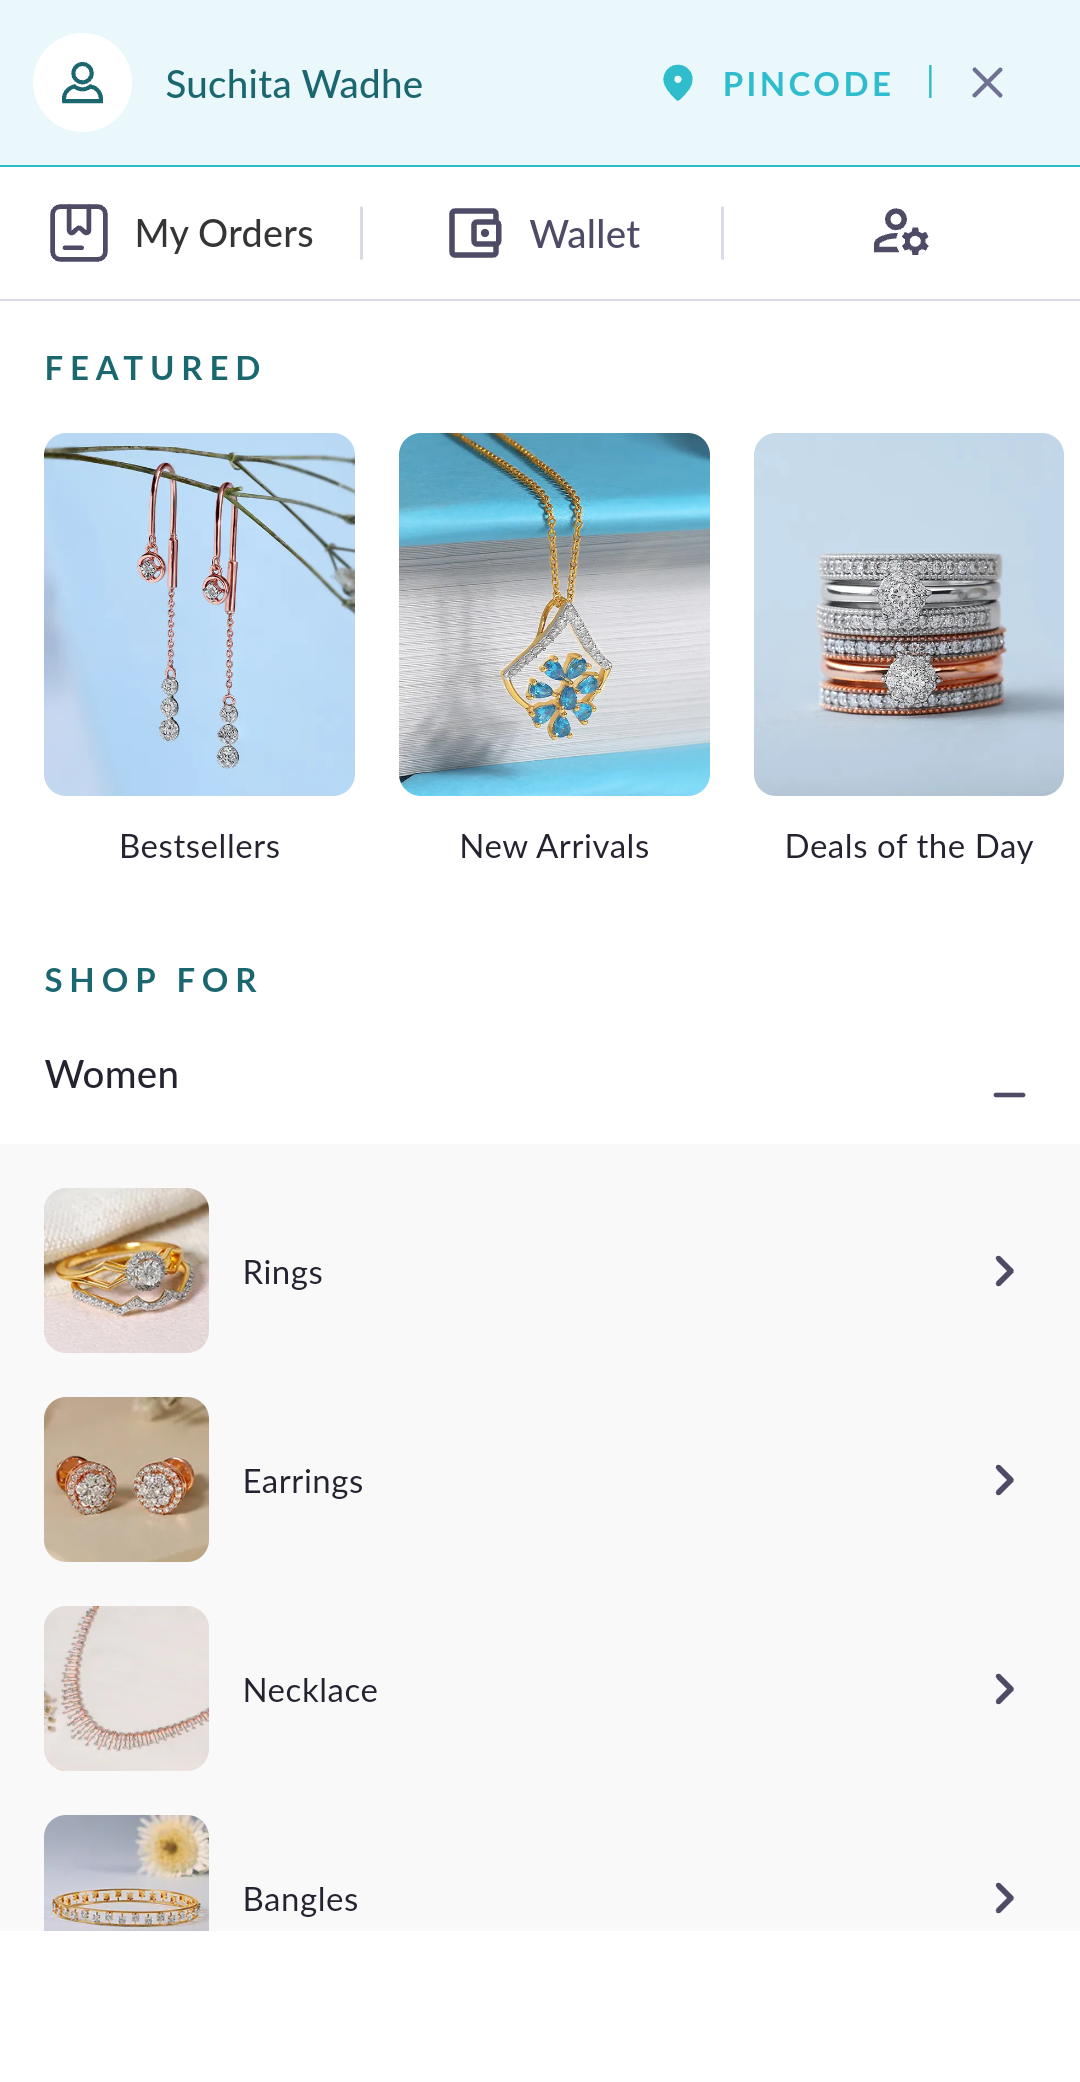 Suchita Wadhe
PINCODE
My Orders
Wallet
FEATURED
Bestsellers
New Arrivals
Deals of the Day
SHOP FOR
Women
Rings
Earrings
Necklace
Bangles